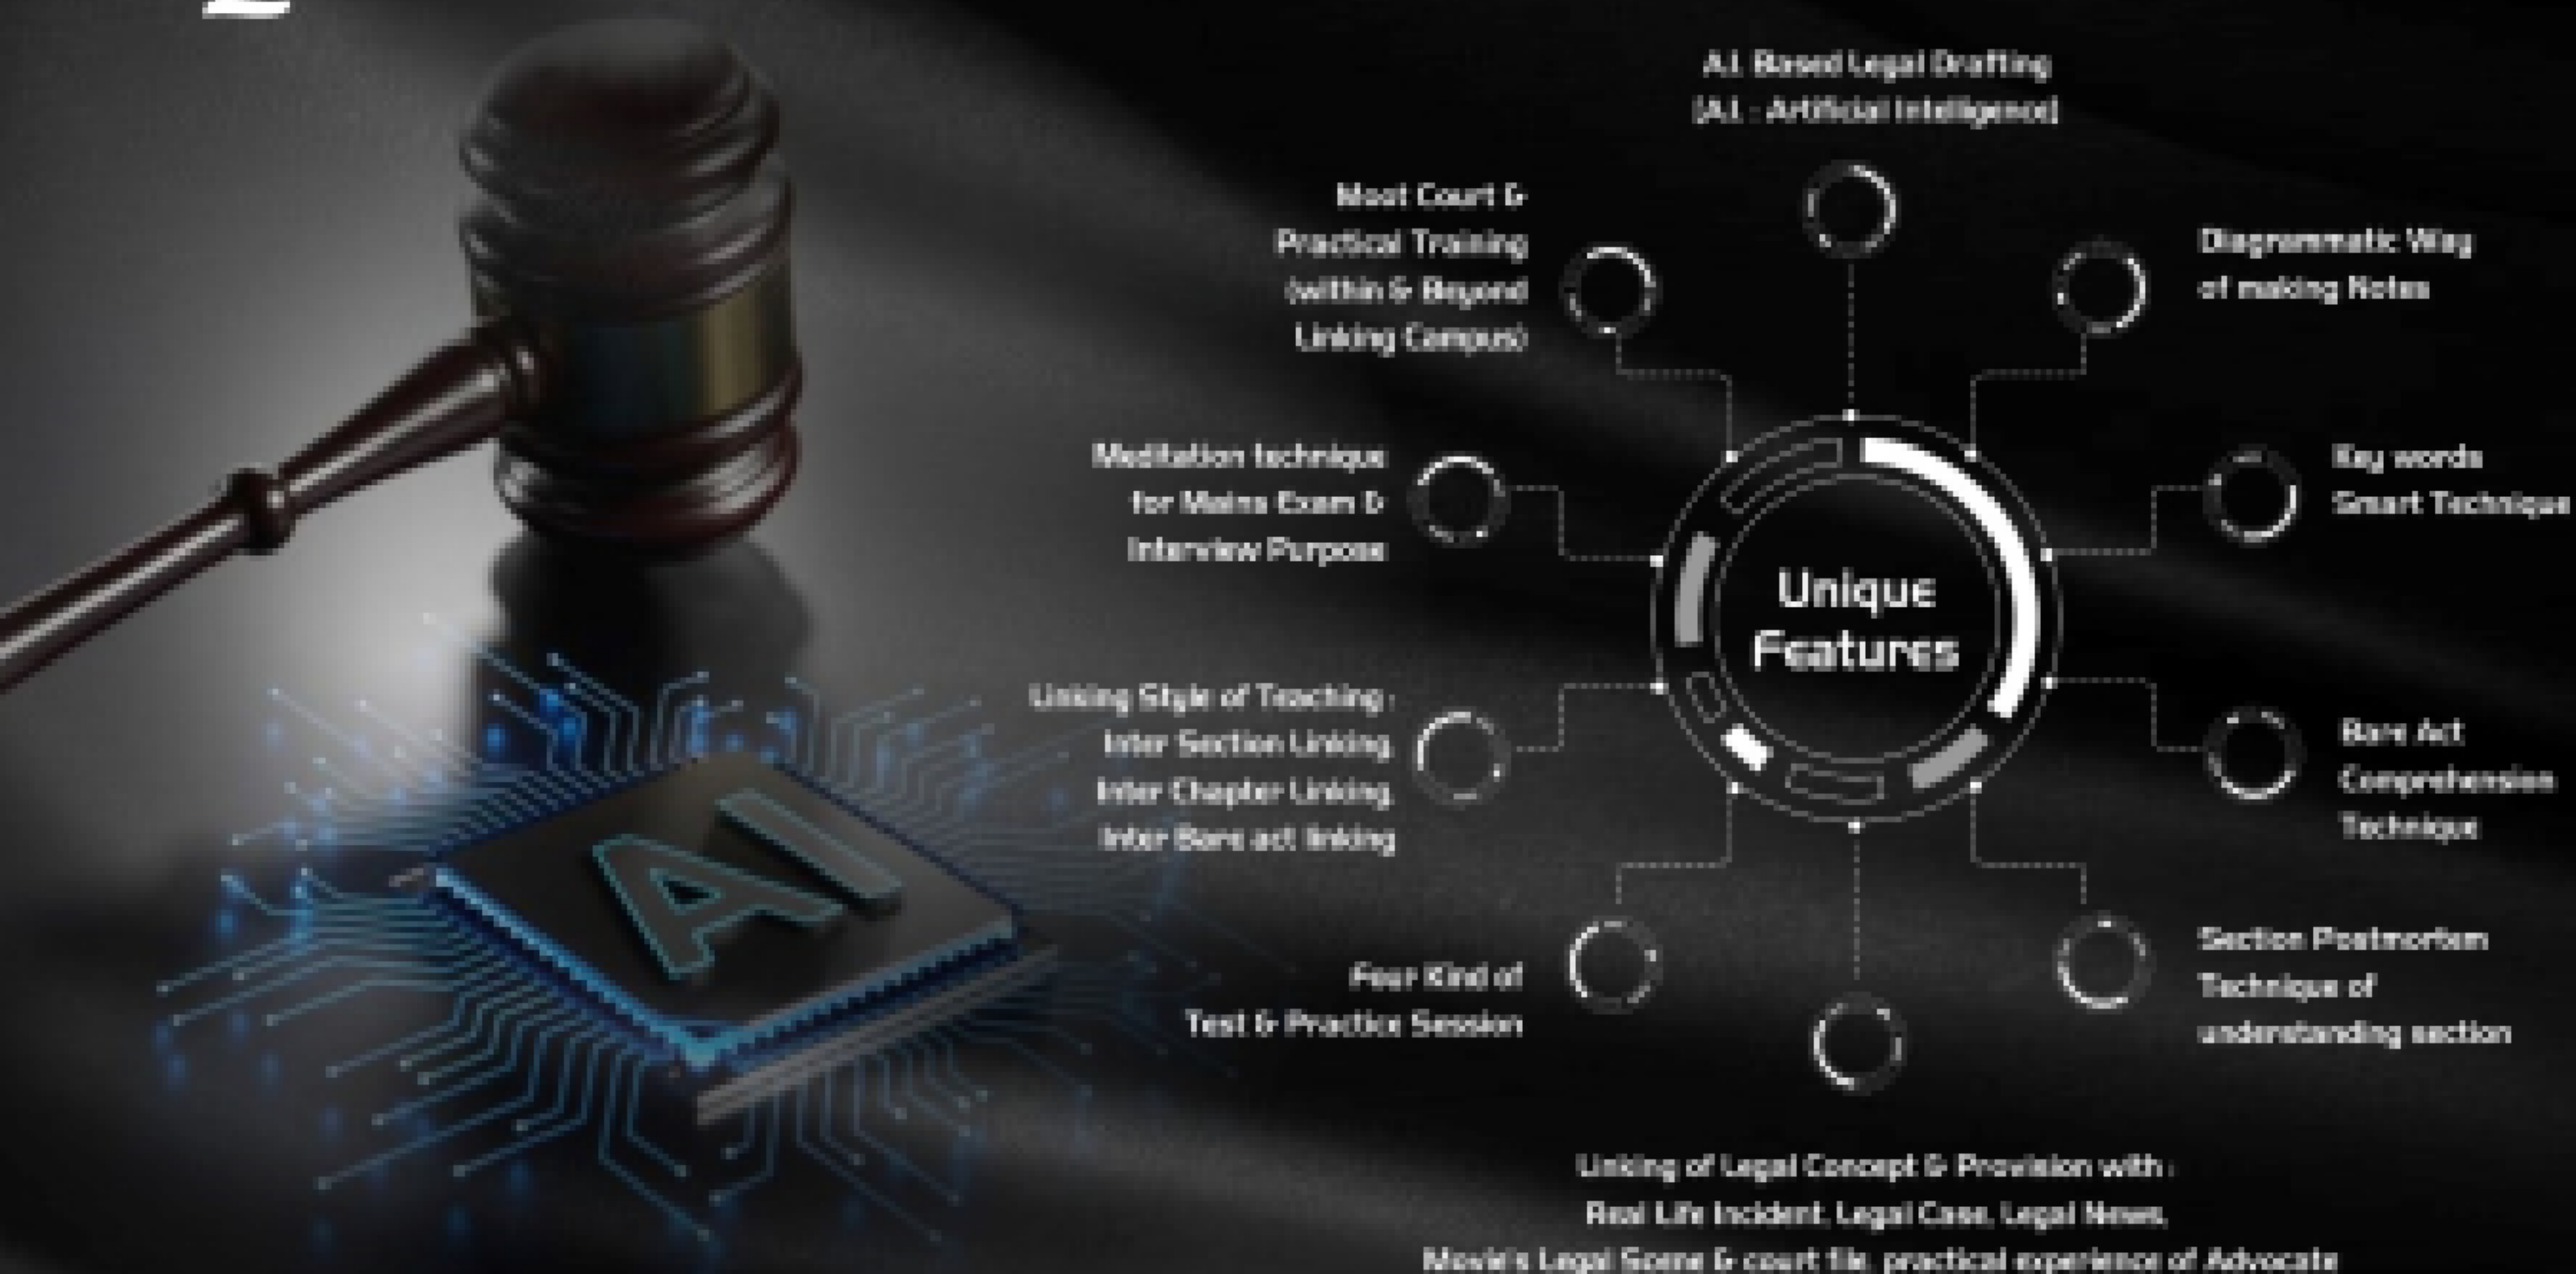 A.I. Based Legal Drafting
(A.I. - Artificial Intelligence)
Moot Court &
Practical Training
(within & Beyond
Linking Campus)
Diagrammatic Way
of making Notes
Meditation technique
for Mains Exam &
Interview Purpose
Key words
Smart Technique
Unique
Features
Linking Style of Teaching :
Inter Section Linking,
Inter Chapter Linking,
Inter Bare act linking
Bare Act
Comprehension
Technique
Four Kind of
Test & Practice Session
Section Postmortem
Technique of
understanding section
AI
Linking of Legal Concept & Provision with :
Real Life Incident, Legal Case, Legal News,
Movie's Legal Scene & court file, practical experience of Advocate